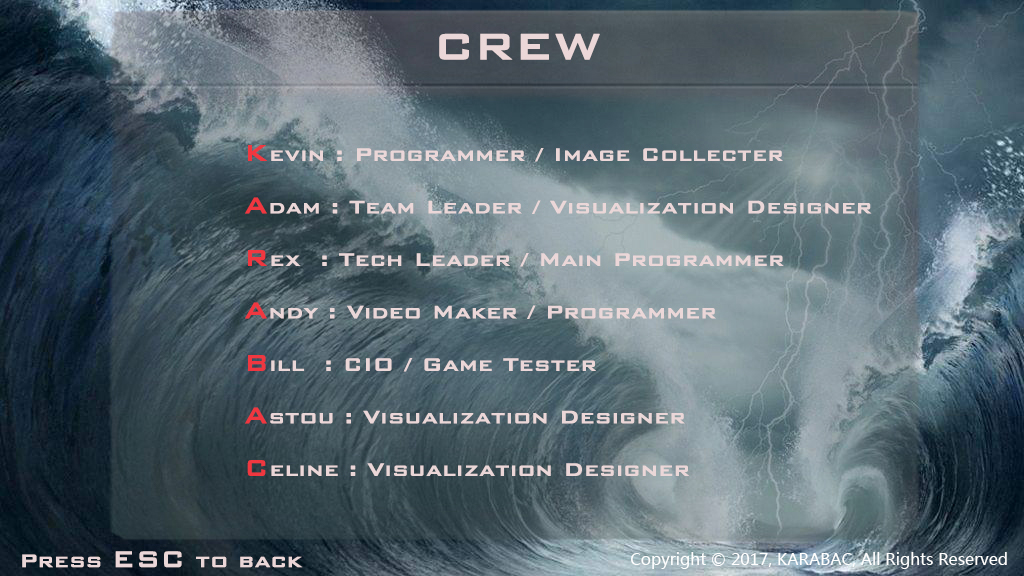 CREW
Kevin : Programmer / Image Collecter
Adam : Team Leader / Visualization Designer
Rex : Tech Leader / Main Programmer
Andy : Video Maker / Programmer
Bill : CIO / Game Tester
Astou : Visualization Designer
Celine : Visualization Designer
Press ESC to back
Copyright © 2017, KARABAC, All Rights Reserved